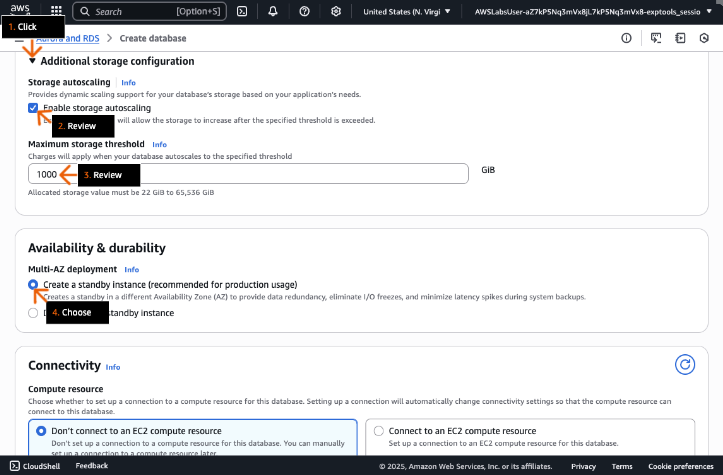 aws
Search
[Option+S]
United States (N. Virgi ▼
AWSLabsUser-aZ7kP5Nq3mVx8jL7kP5Nq3mVx8-exptools_sessio ▼
1. Click
Aurora and RDS > Create database
▼ Additional storage configuration
Storage autoscaling Info
Provides dynamic scaling support for your database's storage based on your application's needs.
Enable storage autoscaling
will allow the storage to increase after the specified threshold is exceeded.
2. Review
Maximum storage threshold Info
Charges will apply when your database autoscales to the specified threshold
1000
3. Review
GiB
Allocated storage value must be 22 GiB to 65,536 GiB
Availability & durability
Multi-AZ deployment Info
Create a standby instance (recommended for production usage)
Creates a standby in a different Availability Zone (AZ) to provide data redundancy, eliminate I/O freezes, and minimize latency spikes during system backups.
4. Choose
standby instance
Connectivity Info
Compute resource
Choose whether to set up a connection to a compute resource for this database. Setting up a connection will automatically change connectivity settings so that the compute resource can
connect to this database.
Don't connect to an EC2 compute resource
Don't set up a connection to a compute resource for this database. You can manually
set up a connection to a compute resource later.
Connect to an EC2 compute resource
Set up a connection to an EC2 compute resource for this database.
CloudShell
Feedback
© 2025, Amazon Web Services, Inc. or its affiliates.
Privacy
Terms
Cookie preferences